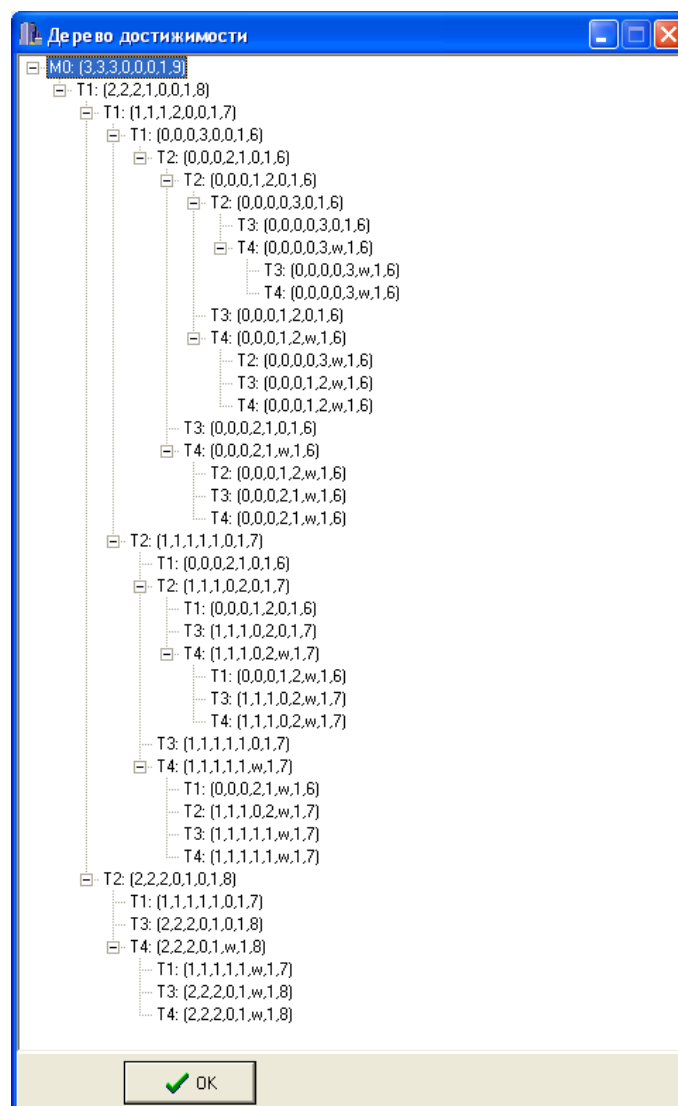 Дерево достижимости
M0: (3,3,3,0,0,0,1,9)
T1: (2,2,2,1,0,0,1,8)
T1: (1,1,1,2,0,0,1,7)
T1: (0,0,0,3,0,0,1,6)
T2: (0,0,0,2,1,0,1,6)
T2: (0,0,0,1,2,0,1,6)
T2: (0,0,0,0,3,0,1,6)
T3: (0,0,0,0,3,0,1,6)
T4: (0,0,0,0,3,w,1,6)
T3: (0,0,0,0,3,w,1,6)
T4: (0,0,0,0,3,w,1,6)
T3: (0,0,0,1,2,0,1,6)
T4: (0,0,0,1,2,w,1,6)
T2: (0,0,0,0,3,w,1,6)
T3: (0,0,0,1,2,w,1,6)
T4: (0,0,0,1,2,w,1,6)
T3: (0,0,0,2,1,0,1,6)
T4: (0,0,0,2,1,w,1,6)
T2: (0,0,0,1,2,w,1,6)
T3: (0,0,0,2,1,w,1,6)
T4: (0,0,0,2,1,w,1,6)
T2: (1,1,1,1,1,0,1,7)
T1: (0,0,0,2,1,0,1,6)
T2: (1,1,1,0,2,0,1,7)
T1: (0,0,0,1,2,0,1,6)
T3: (1,1,1,0,2,0,1,7)
T4: (1,1,1,0,2,w,1,7)
T1: (0,0,0,1,2,w,1,6)
T3: (1,1,1,0,2,w,1,7)
T4: (1,1,1,0,2,w,1,7)
T3: (1,1,1,1,1,0,1,7)
T4: (1,1,1,1,1,w,1,7)
T1: (0,0,0,2,1,w,1,6)
T2: (1,1,1,0,2,w,1,7)
T3: (1,1,1,1,1,w,1,7)
T4: (1,1,1,1,1,w,1,7)
T2: (2,2,2,0,1,0,1,8)
T1: (1,1,1,1,1,0,1,7)
T3: (2,2,2,0,1,0,1,8)
T4: (2,2,2,0,1,w,1,8)
T1: (1,1,1,1,1,w,1,7)
T3: (2,2,2,0,1,w,1,8)
T4: (2,2,2,0,1,w,1,8)
OK